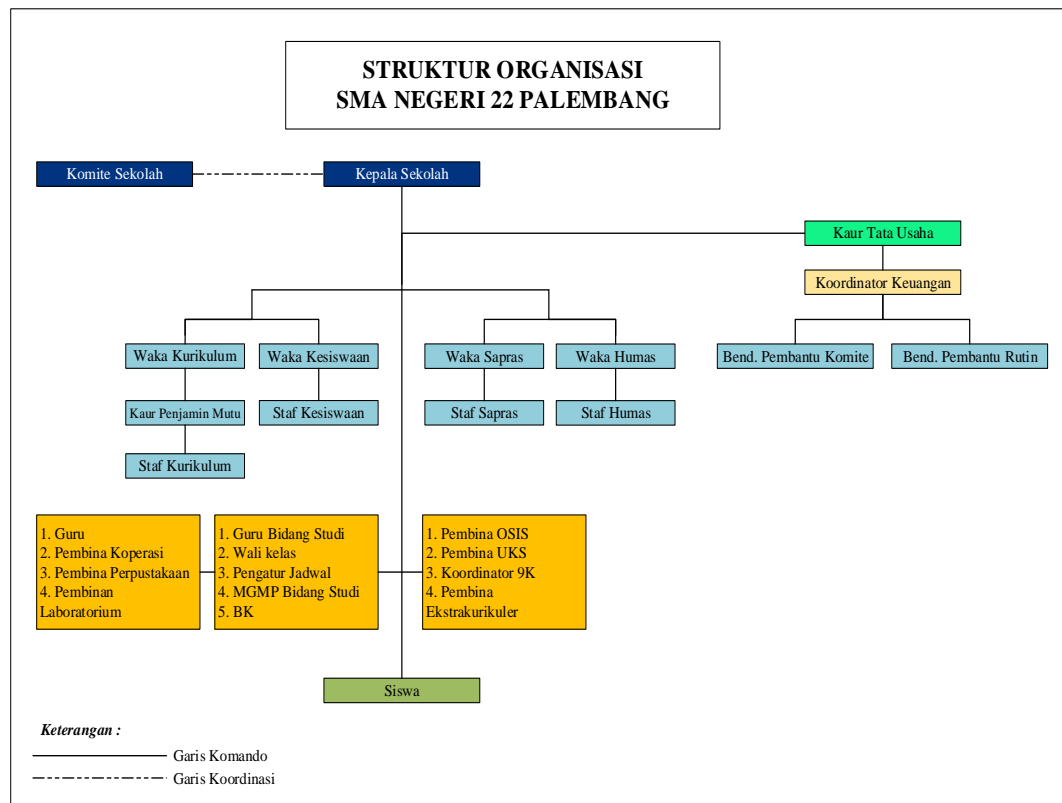 STRUKTUR ORGANISASI
SMA NEGERI 22 PALEMBANG
Komite Sekolah
Kepala Sekolah
Kaur Tata Usaha
Koordinator Keuangan
Waka Kurikulum
Waka Kesiswaan
Waka Sapras
Waka Humas
Bend. Pembantu Komite
Bend. Pembantu Rutin
Kaur Penjamin Mutu
Staf Kesiswaan
Staf Sapras
Staf Humas
Staf Kurikulum
1. Guru
2. Pembina Koperasi
3. Pembina Perpustakaan
4. Pembinan
Laboratorium
1. Guru Bidang Studi
2. Wali kelas
3. Pengatur Jadwal
4. MGMP Bidang Studi
5. BK
1. Pembina OSIS
2. Pembina UKS
3. Koordinator 9K
4. Pembina
Ekstrakurikuler
Siswa
Keterangan :
Garis Komando
Garis Koordinasi